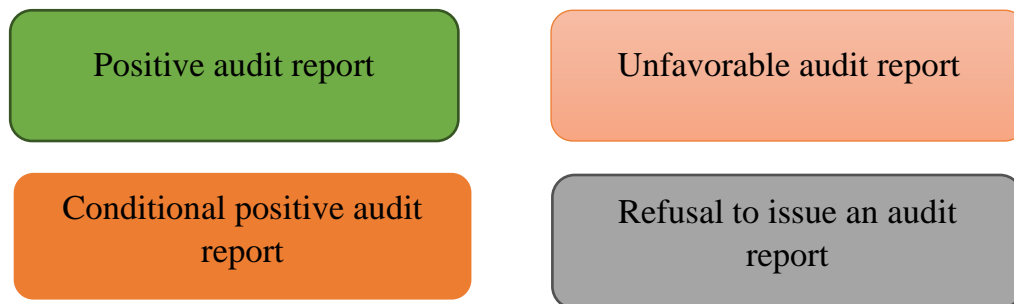 Positive audit report
Unfavorable audit report
Conditional positive audit
report
Refusal to issue an audit
report